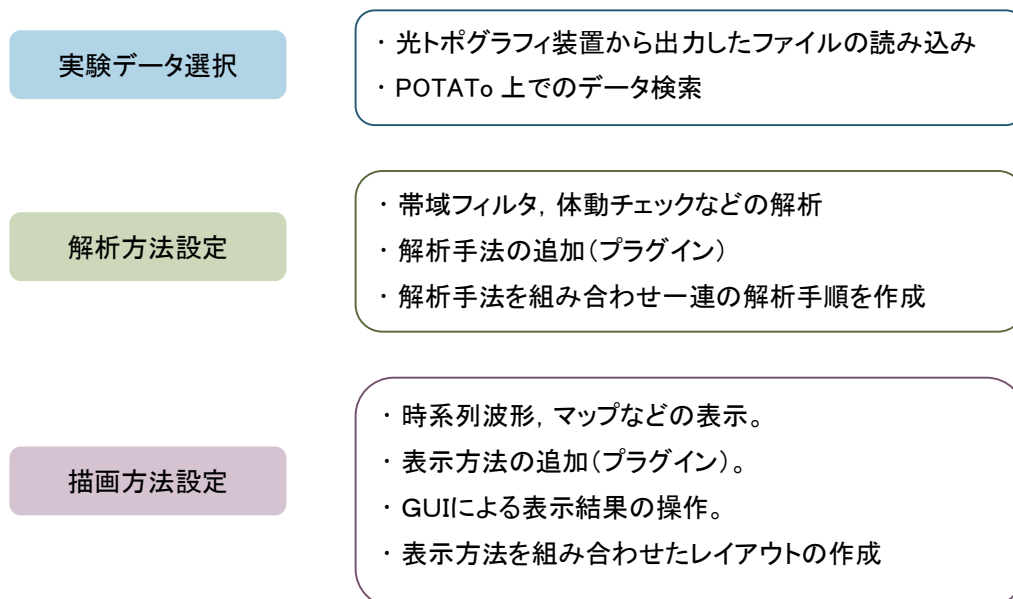 実験データ選択
・光トポグラフィ装置から出力したファイルの読み込み
・POTATo 上でのデータ検索
解析方法設定
・帯域フィルタ, 体動チェックなどの解析
・解析手法の追加（プラグイン）
・解析手法を組み合わせ一連の解析手順を作成
描画方法設定
・時系列波形, マップなどの表示。
・表示方法の追加（プラグイン）。
・GUIによる表示結果の操作。
・表示方法を組み合わせたレイアウトの作成